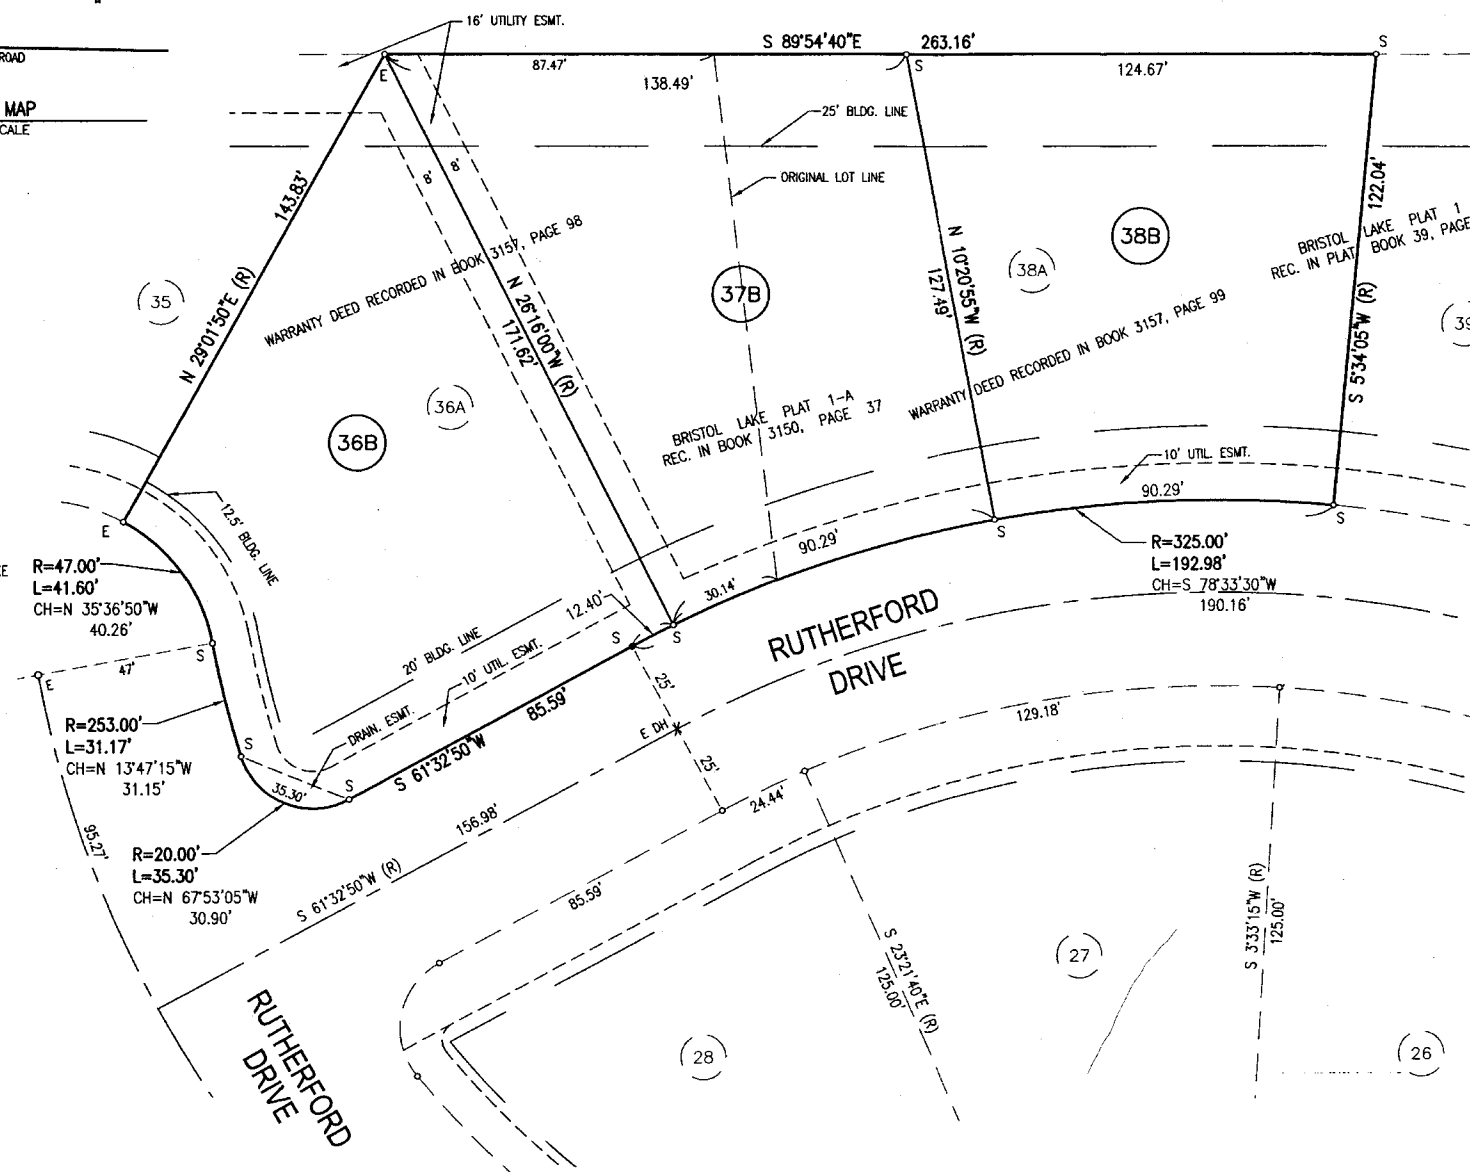 16' UTILITY ESMT.
S 89°54'40"E 263.16'
S
ROAD
87.47'
138.49'
124.67'
E
S
MAP
25' BLDG. LINE
ORIGINAL LOT LINE
8'
8'
143.83'
N 29°01'50"E (R)
WARRANTY DEED RECORDED IN BOOK 3157, PAGE 98
N 26°16'00"W (R)
171.62'
37B
N 10°20'55"W (R)
127.49'
38A
38B
122.04'
S 5°34'05"W (R)
BRISTOL LAKE PLAT 1
REC. IN PLAT BOOK 39, PAGE
35
WARRANTY DEED RECORDED IN BOOK 3157, PAGE 99
36A
36B
BRISTOL LAKE PLAT 1-A
REC. IN BOOK 3150, PAGE 37
10' UTIL. ESMT.
90.29'
12.5' BLDG. LINE
E
S
S
90.29'
R=47.00'
L=41.60'
CH=N 35°36'50"W
40.26'
R=325.00'
L=192.98'
CH=S 78°33'30"W
190.16'
30.14'
12.40'
S
S
20' BLDG. LINE
10' UTIL. ESMT.
RUTHERFORD
DRIVE
47'
E
S
25'
DRAIN. ESMT.
85.59'
S 61°32'50"W
E DH
129.18'
R=253.00'
L=31.17'
CH=N 13°47'15"W
31.15'
S
S
25'
35.30'
24.44'
156.98'
95.27'
R=20.00'
L=35.30'
CH=N 67°53'05"W
30.90'
S 61°32'50"W (R)
85.59'
S 3°33'15"W (R)
125.00'
S 23°21'40"E (R)
125.00'
27
28
26
RUTHERFORD
DRIVE